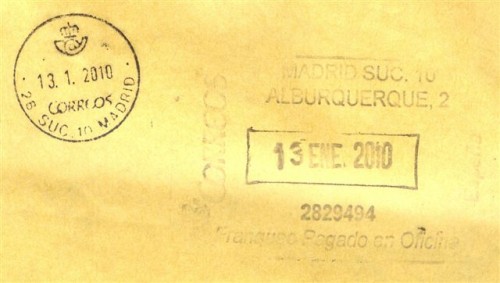 13.1.2010
CORREOS
28 SUC. 10 MADRID
CORREOS
MADRID SUC. 10
ALBURQUERQUE, 2
13 ENE. 2010
2829494
Franqueo Pagado en Oficina